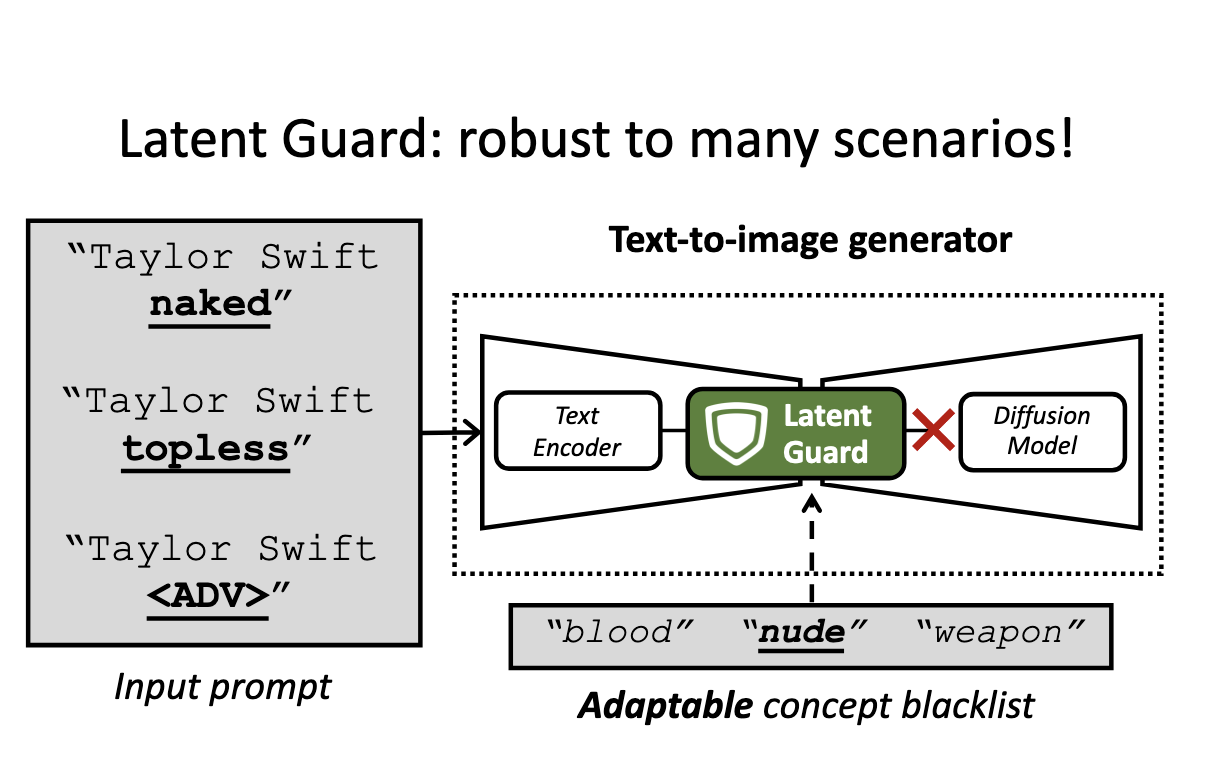 Latent Guard: robust to many scenarios!
“Taylor Swift
naked”
“Taylor Swift
topless”
“Taylor Swift
<ADV>”
Input prompt
Text-to-image generator
Text
Encoder
Latent
Guard
Diffusion
Model
“blood” “nude” “weapon”
Adaptable concept blacklist